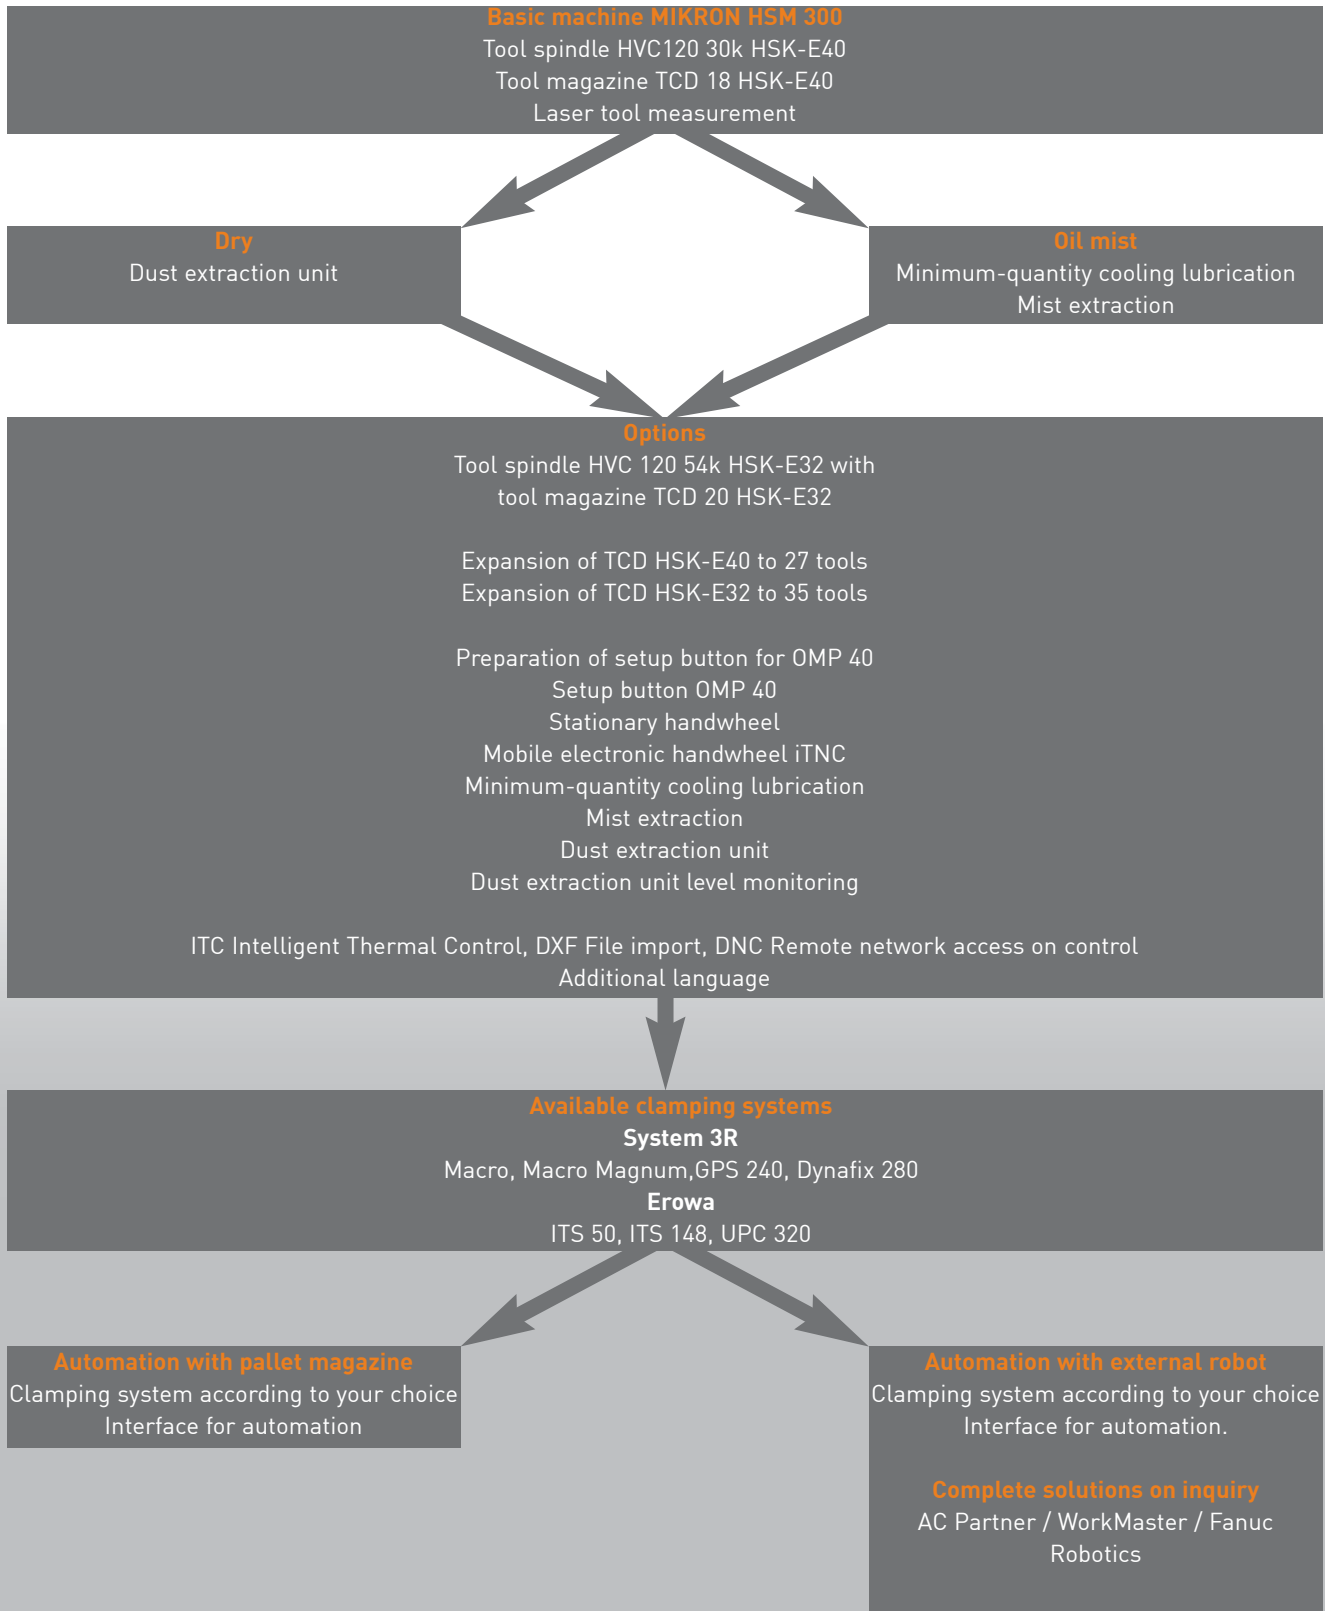 Basic machine MIKRON HSM 300
Tool spindle HVC120 30k HSK-E40
Tool magazine TCD 18 HSK-E40
Laser tool measurement
Dry
Dust extraction unit
Oil mist
Minimum-quantity cooling lubrication
Mist extraction
Options
Tool spindle HVC 120 54k HSK-E32 with
tool magazine TCD 20 HSK-E32
Expansion of TCD HSK-E40 to 27 tools
Expansion of TCD HSK-E32 to 35 tools
Preparation of setup button for OMP 40
Setup button OMP 40
Stationary handwheel
Mobile electronic handwheel iTNC
Minimum-quantity cooling lubrication
Mist extraction
Dust extraction unit
Dust extraction unit level monitoring
ITC Intelligent Thermal Control, DXF File import, DNC Remote network access on control
Additional language
Available clamping systems
System 3R
Macro, Macro Magnum,GPS 240, Dynafix 280
Erowa
ITS 50, ITS 148, UPC 320
Automation with pallet magazine
Clamping system according to your choice
Interface for automation
Automation with external robot
Clamping system according to your choice
Interface for automation.
Complete solutions on inquiry
AC Partner / WorkMaster / Fanuc
Robotics